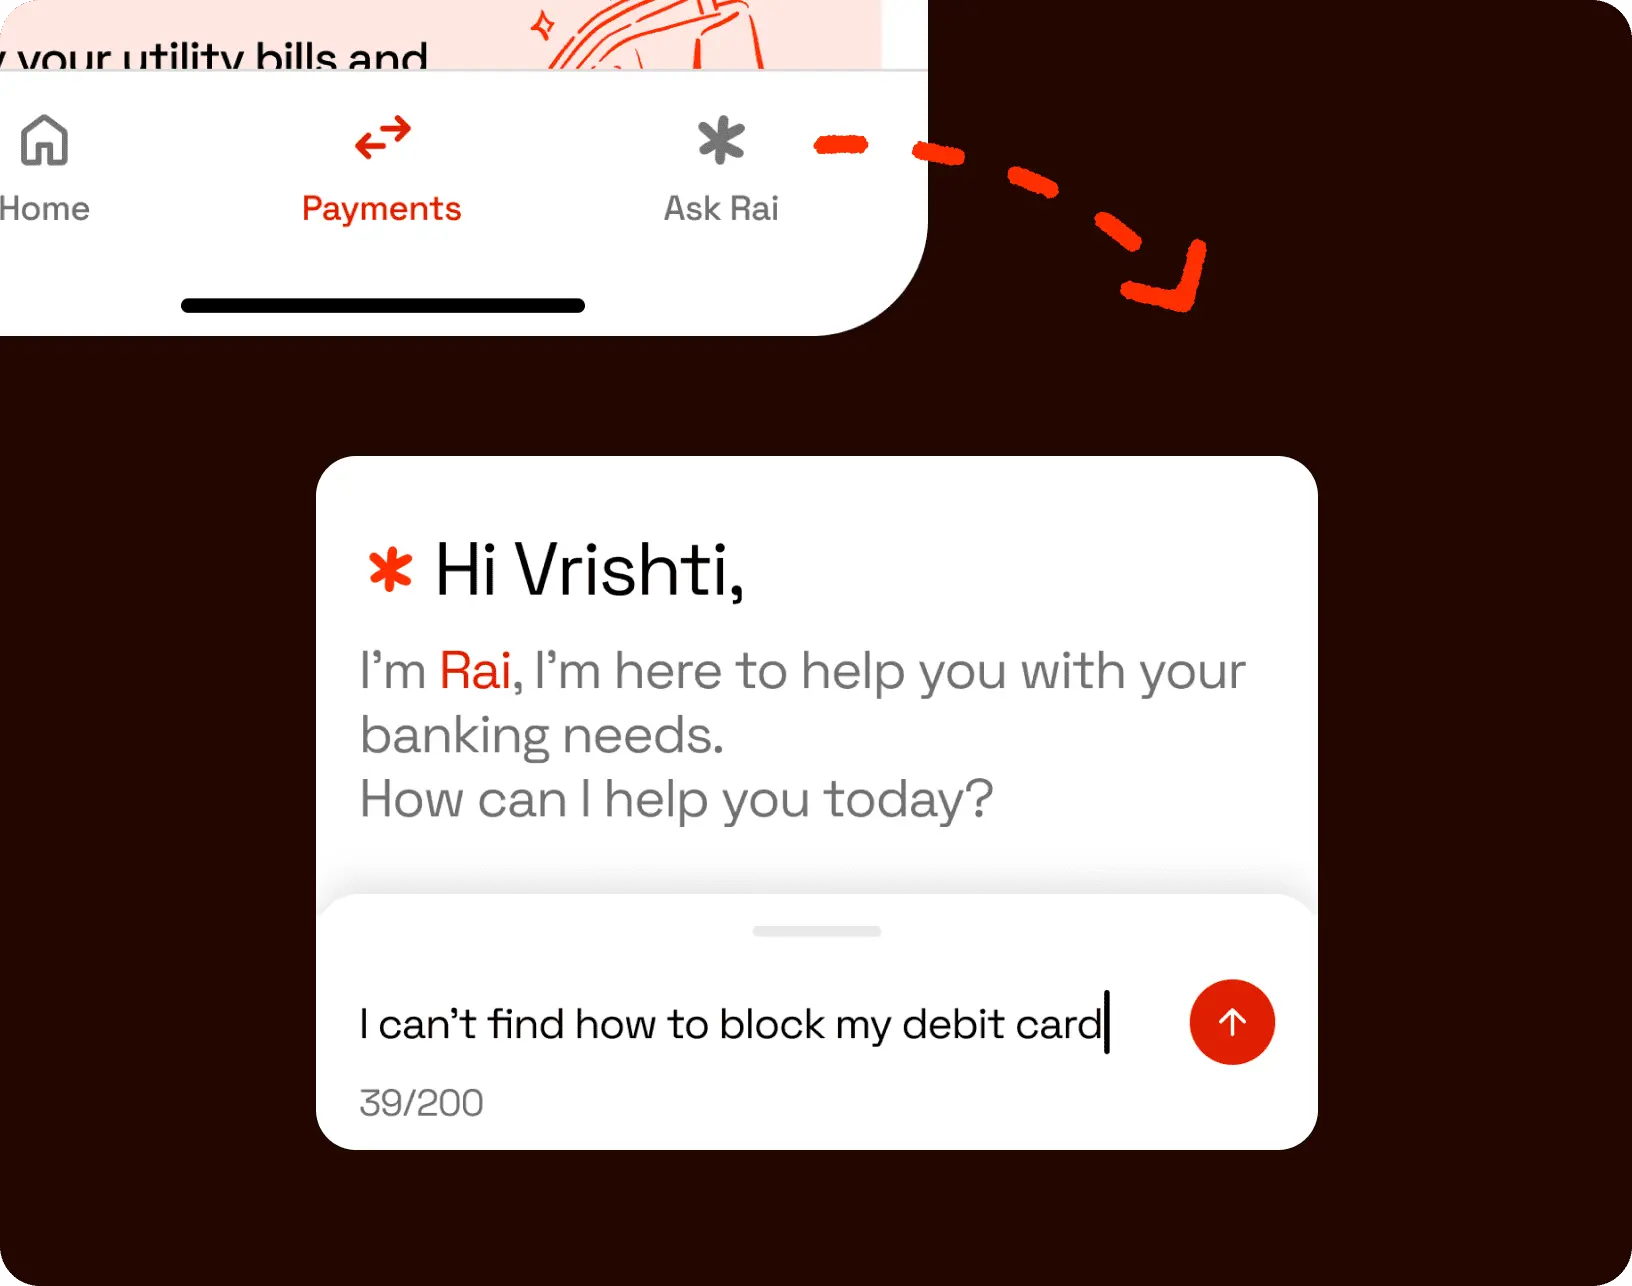 your utility bills and
Home
Payments
Ask Rai
Hi Vrishti,
I'm Rai, I'm here to help you with your
banking needs.
How can I help you today?
I can't find how to block my debit card
39/200